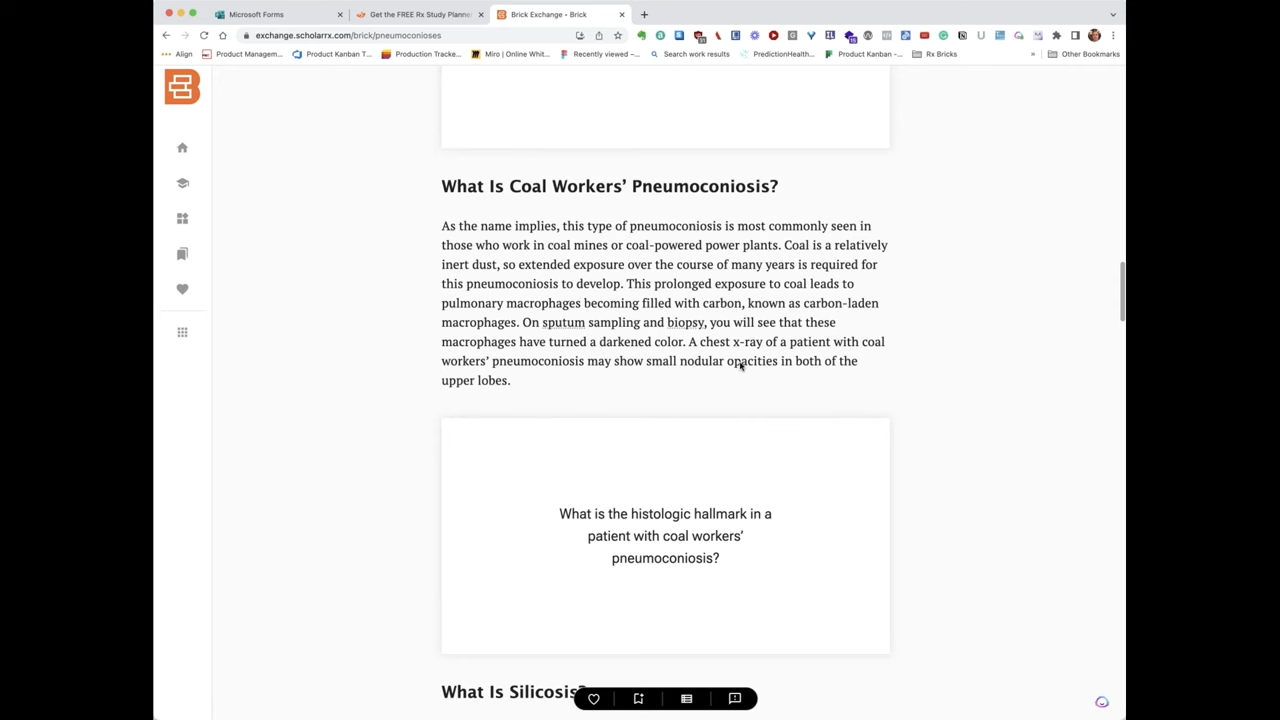 Microsoft Forms
Get the FREE Rx Study Planne
Brick Exchange - Brick
exchange.scholarrx.com/brick/pneumoconioses
Align
Product Managem...
Product Kanban T...
Production Tracke...
Miro | Online Whit...
Recently viewed –...
Search work results
PredictionHealth...
Product Kanban -...
Rx Bricks
»
Other Bookmarks
What Is Coal Workers’ Pneumoconiosis?
As the name implies, this type of pneumoconiosis is most commonly seen in
those who work in coal mines or coal-powered power plants. Coal is a relatively
inert dust, so extended exposure over the course of many years is required for
this pneumoconiosis to develop. This prolonged exposure to coal leads to
pulmonary macrophages becoming filled with carbon, known as carbon-laden
macrophages. On sputum sampling and biopsy, you will see that these
macrophages have turned a darkened color. A chest x-ray of a patient with coal
workers’ pneumoconiosis may show small nodular opacities in both of the
upper lobes.
What is the histologic hallmark in a
patient with coal workers’
pneumoconiosis?
What Is Silicosis?